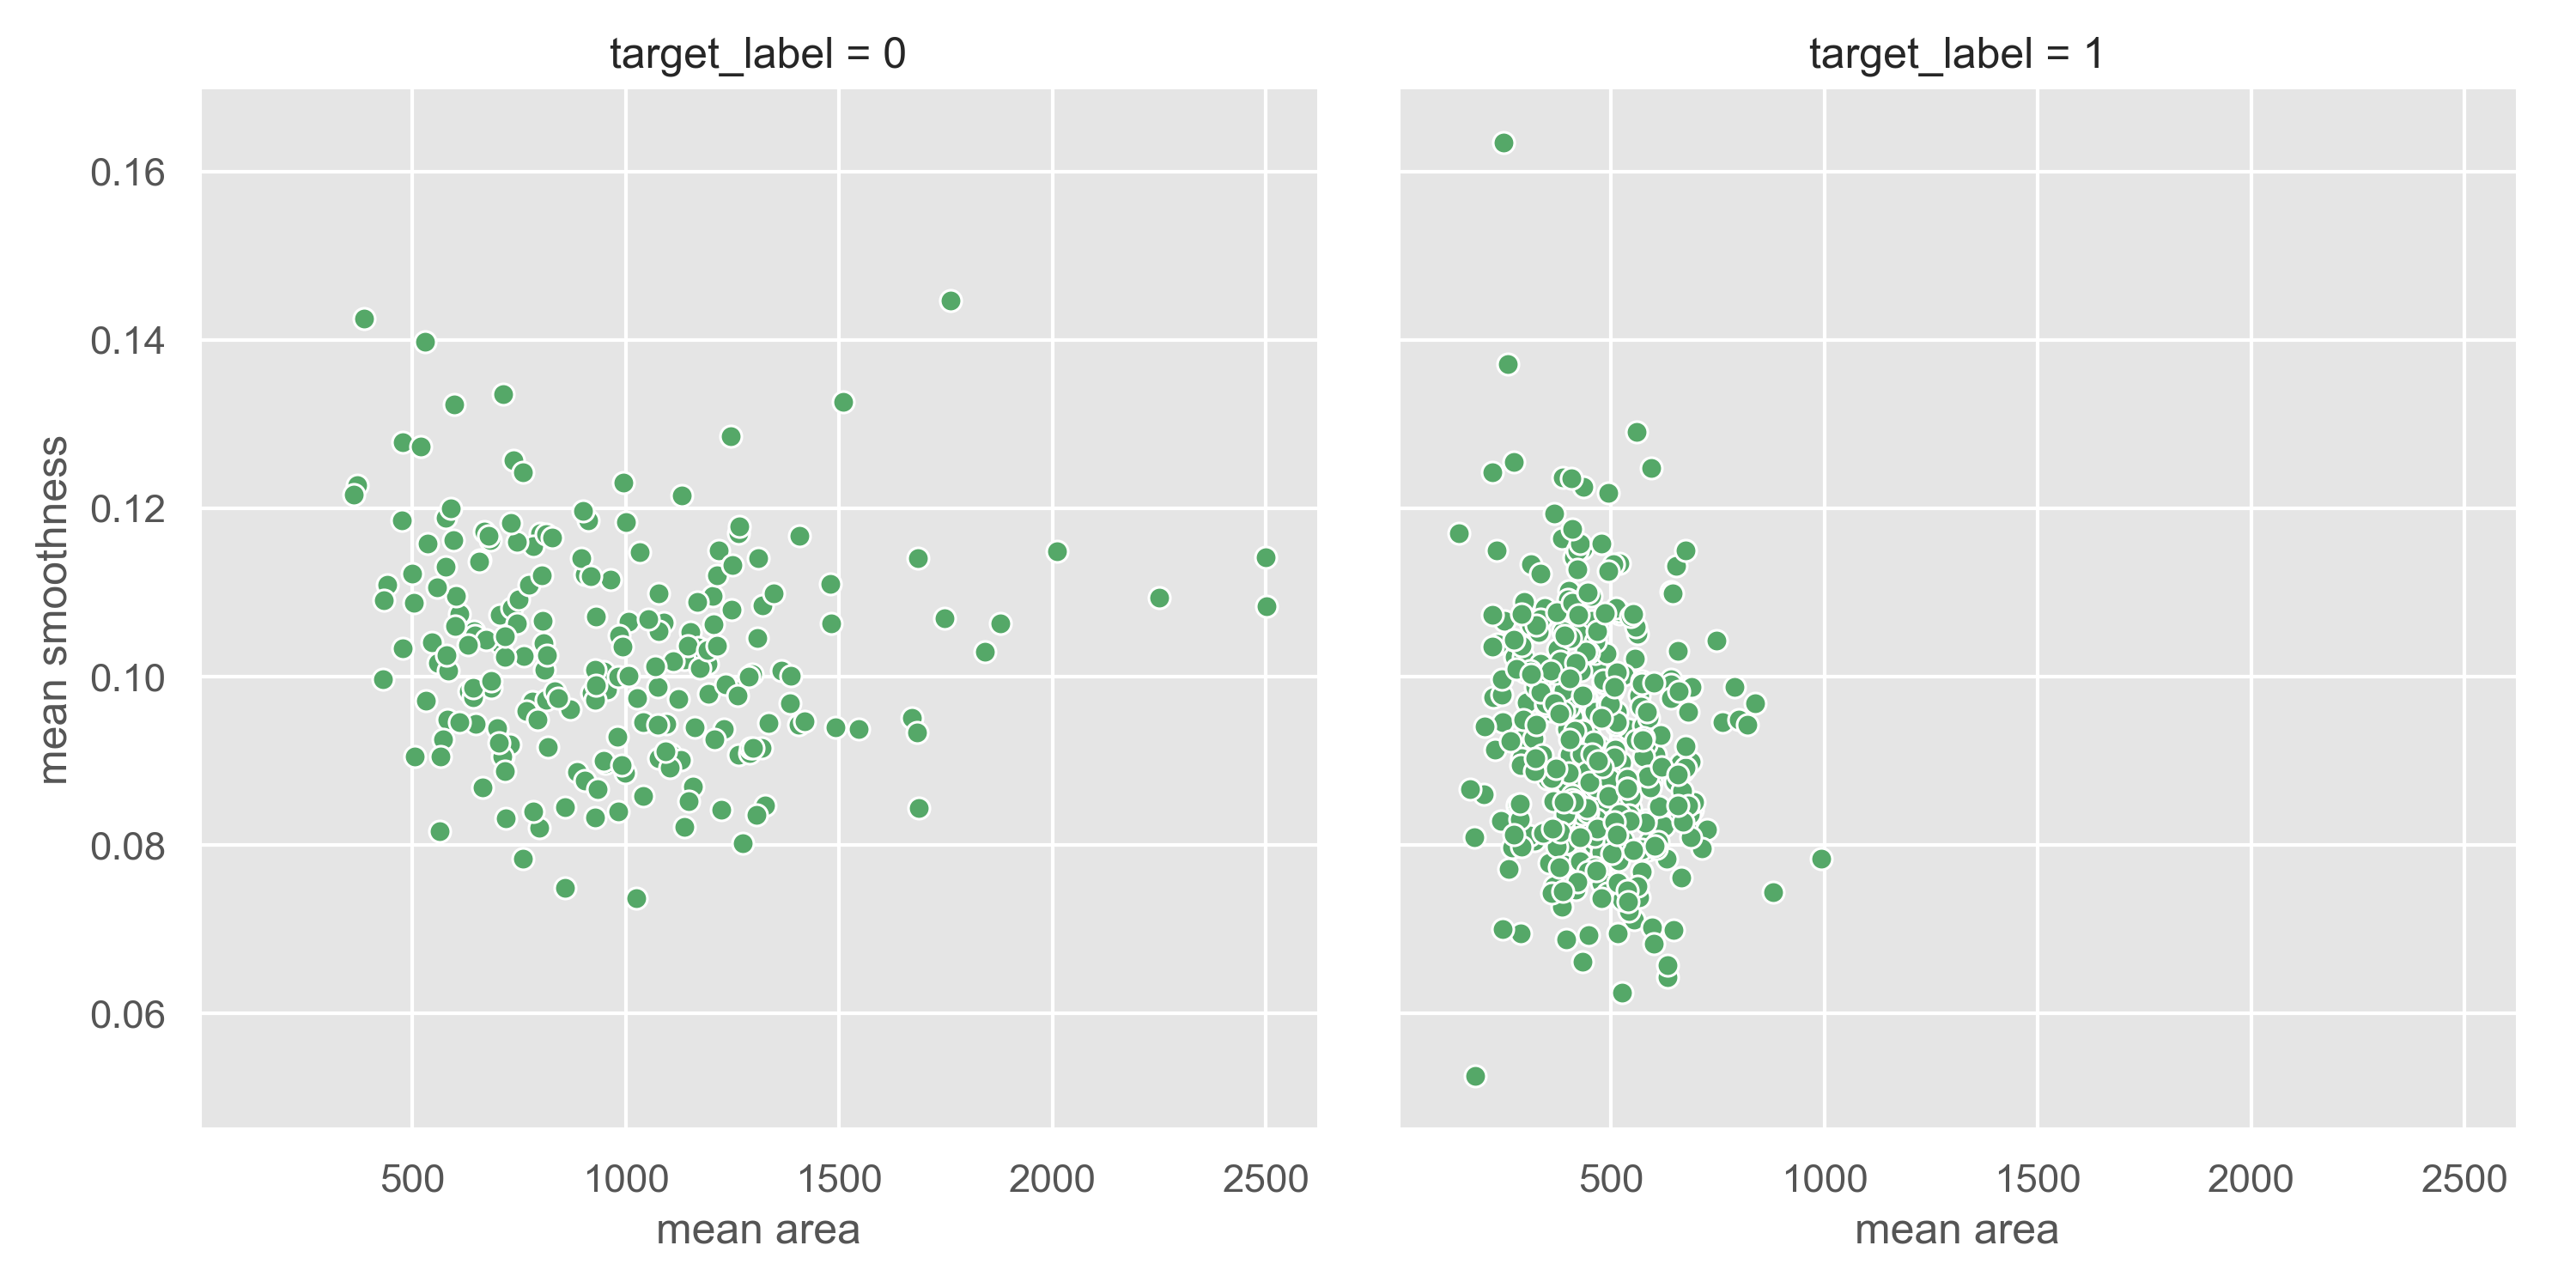 target_label = 0
target_label = 1
mean smoothness
0.16
0.14
0.12
0.10
0.08
0.06
500 1000 1500 2000 2500
500 1000 1500 2000 2500
mean area
mean area